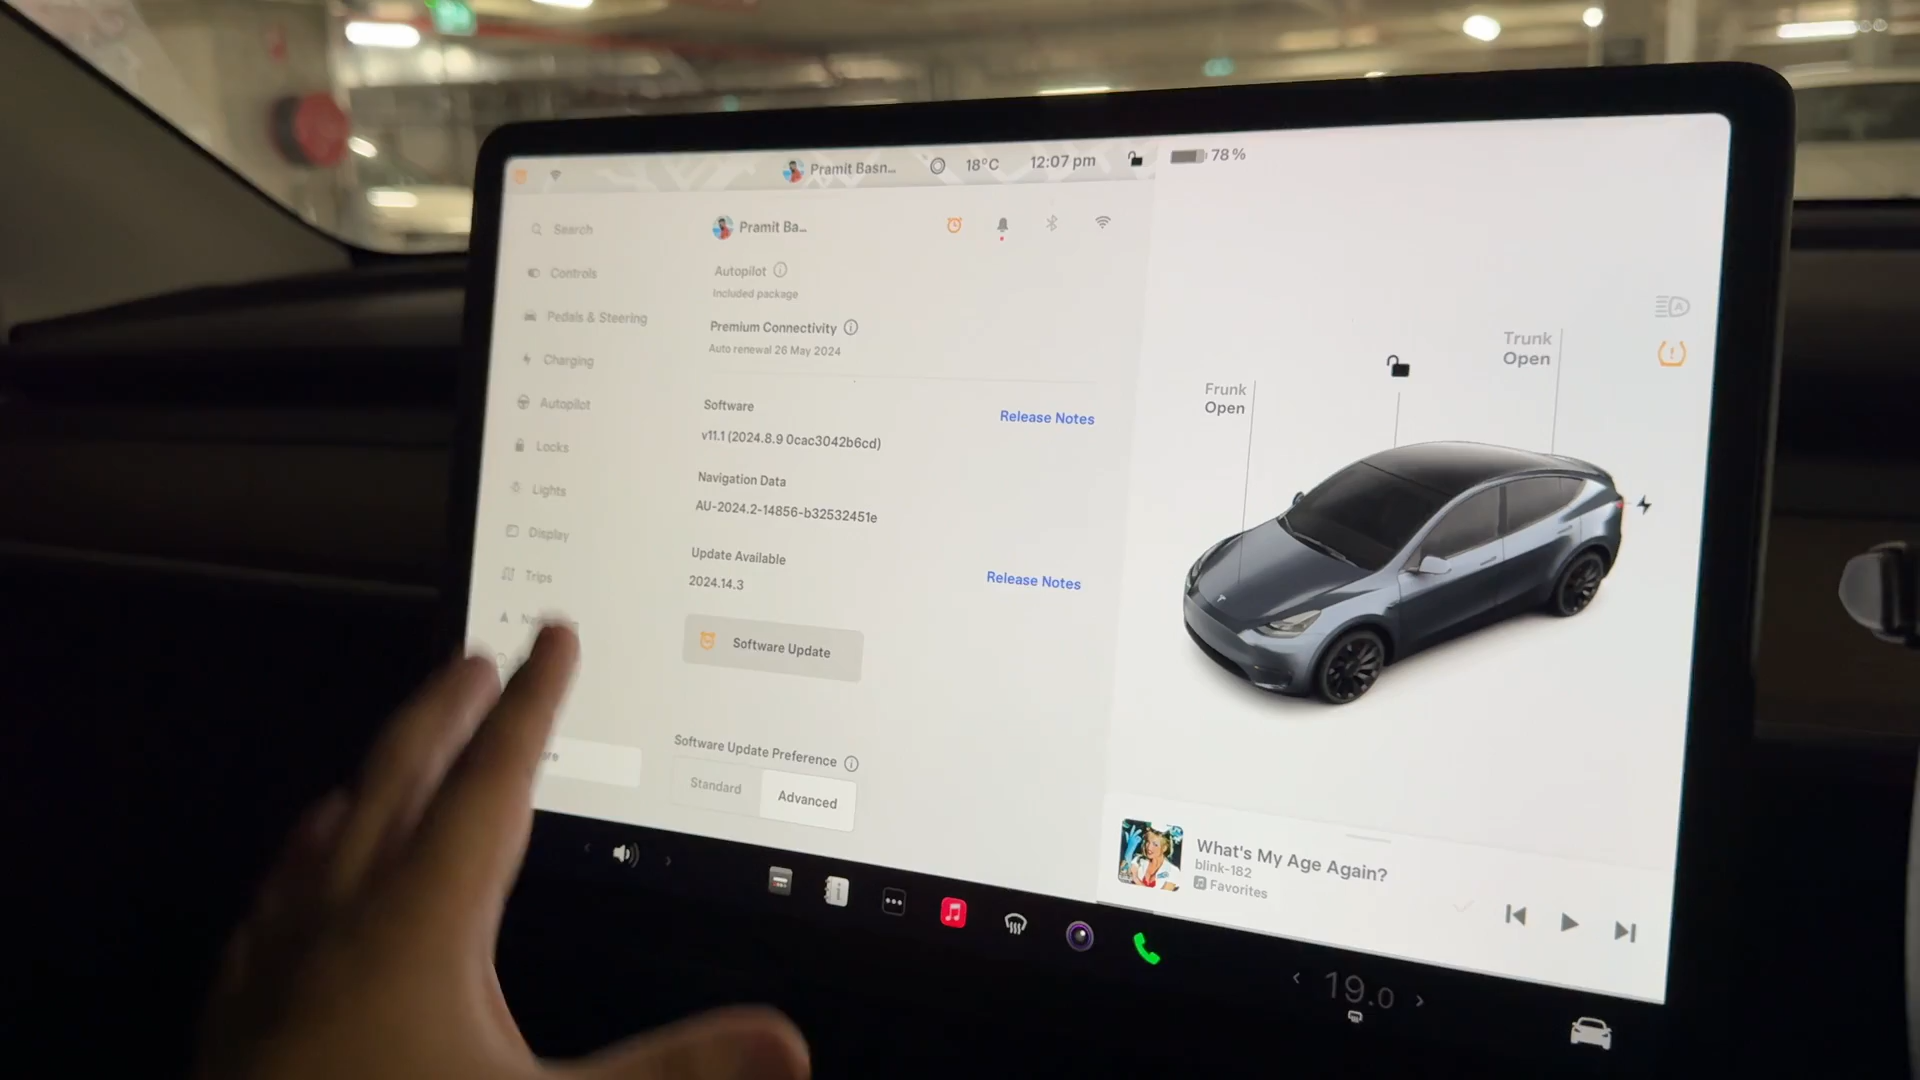 Pramit Basn...
18°C
12:07 pm
78%
Search
Controls
Pedals & Steering
Charging
Autopilot
Locks
Lights
Display
Trips
Pramit Ba...
Autopilot
Included package
Premium Connectivity
Auto renewal 26 May 2024
Software
Release Notes
v11.1 (2024.8.9 0cac3042b6cd)
Navigation Data
AU-2024.2-14856-b32532451e
Update Available
2024.14.3
Release Notes
Software Update
Software Update Preference
Standard
Advanced
Frunk
Open
Trunk
Open
What's My Age Again?
blink-182
Favorites
19.0